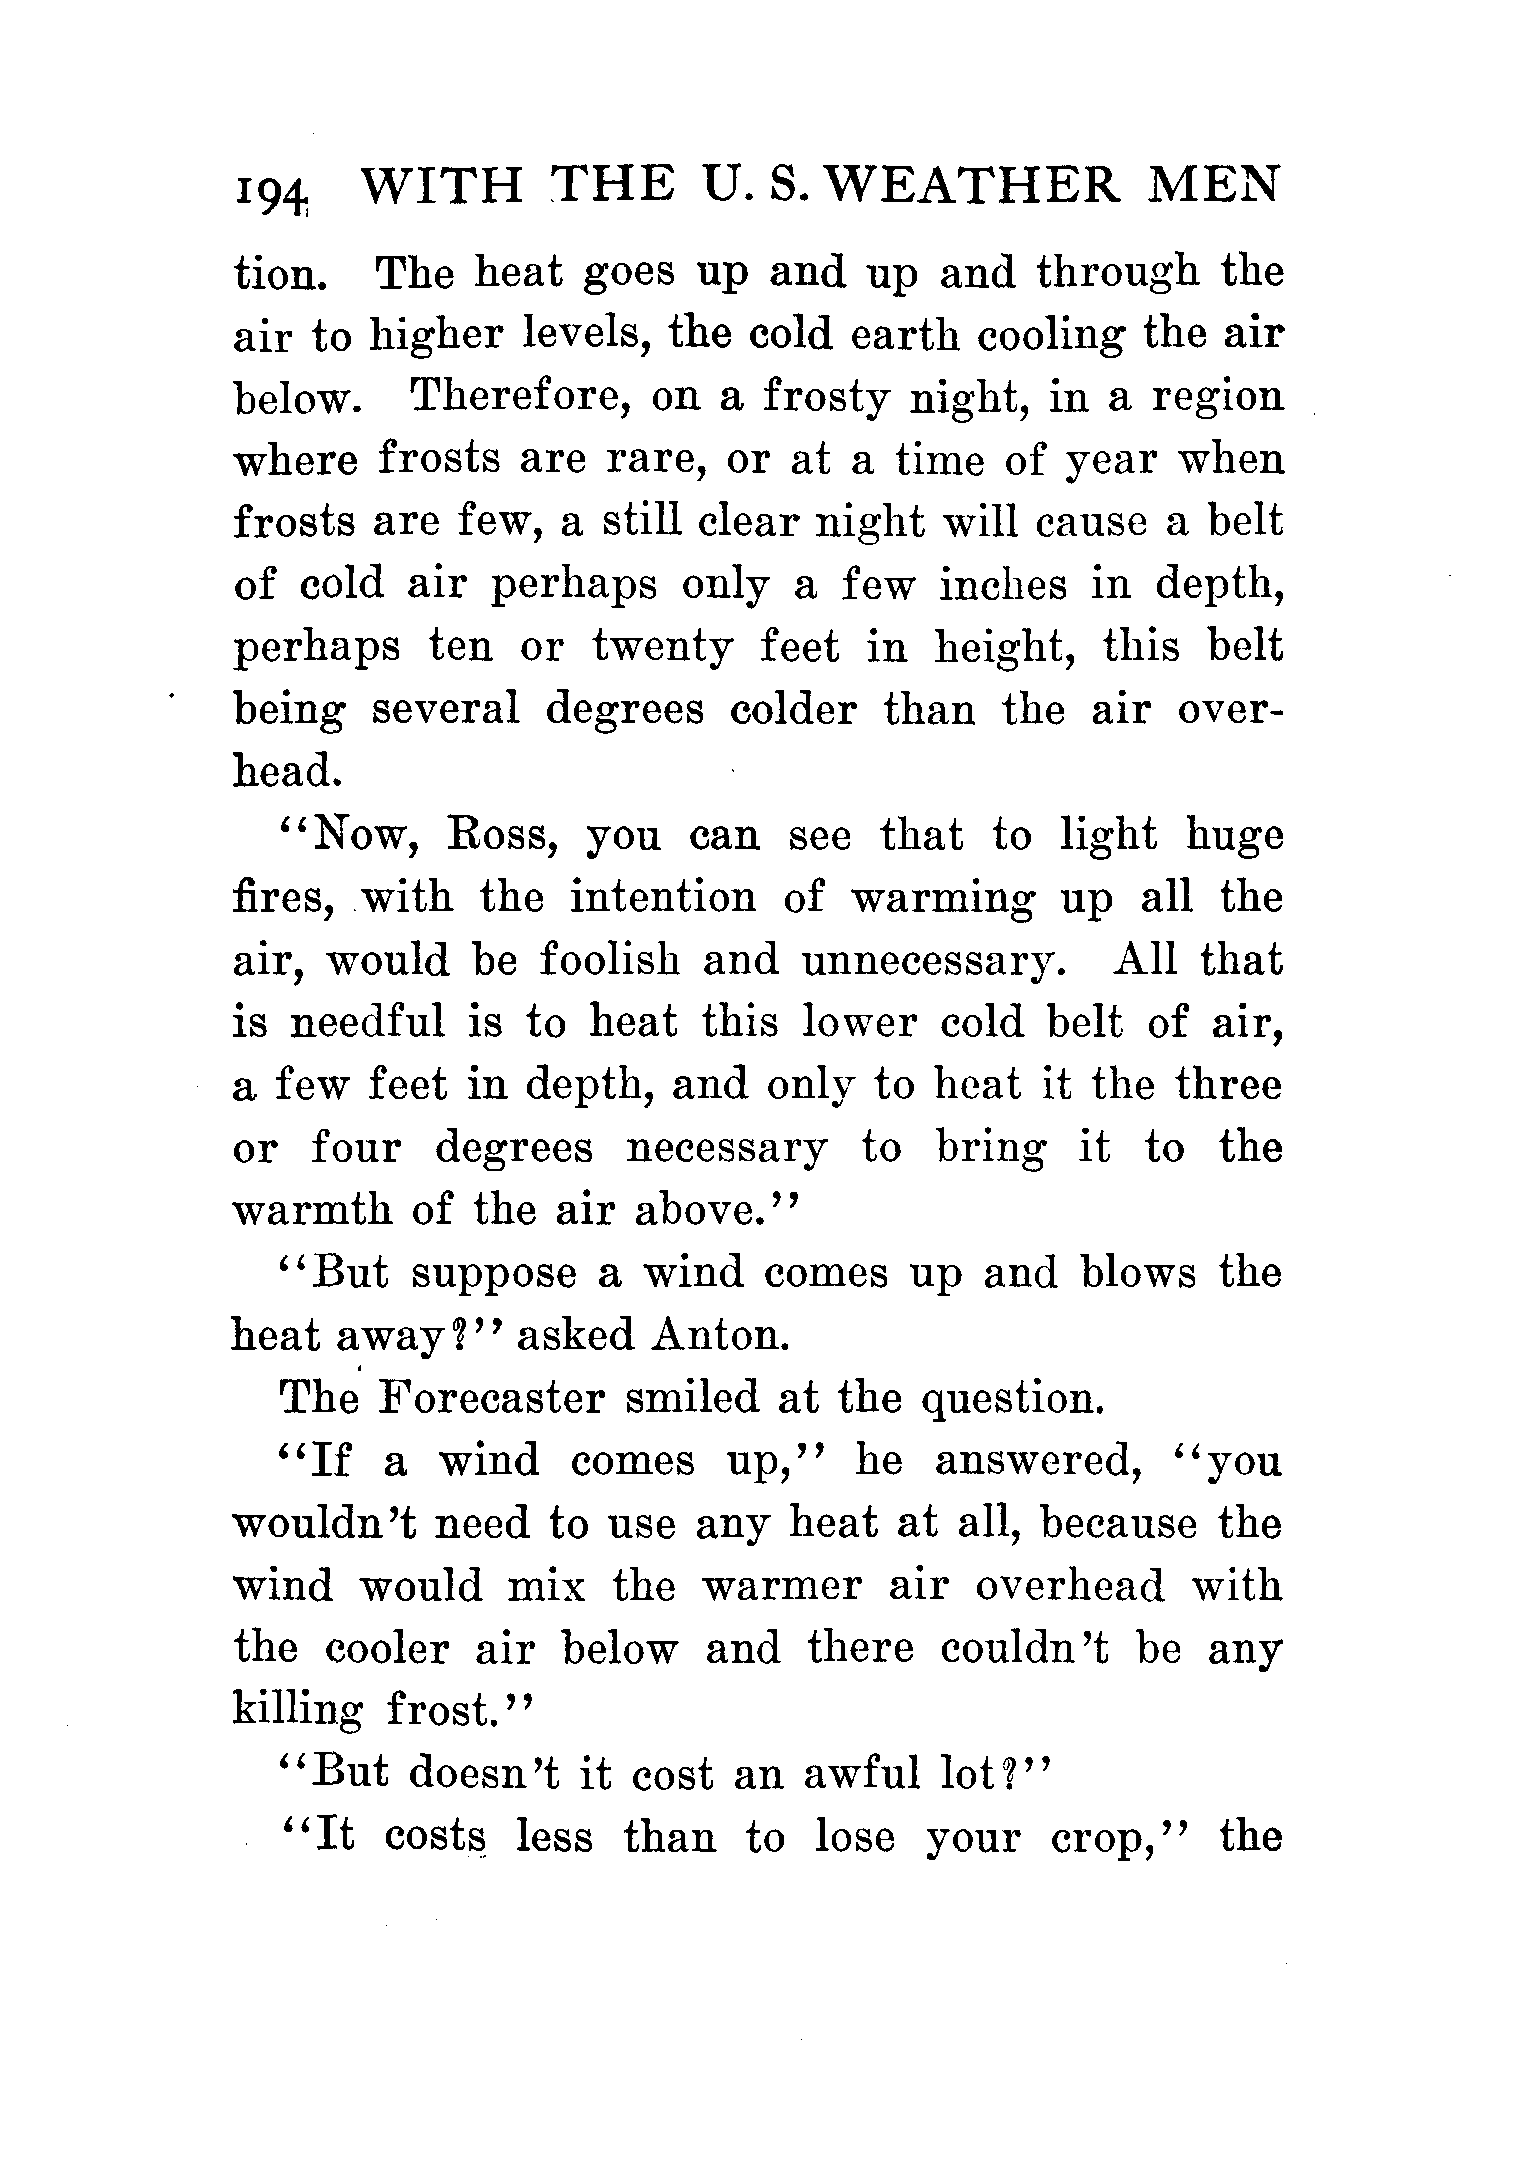 194 WITH THE U. S. WEATHER MEN
tion. The heat goes up and up and through the
air to higher levels, the cold earth cooling the air
below. Therefore, on a frosty night, in a region
where frosts are rare, or at a time of year when
frosts are few, a still clear night will cause a belt
of cold air perhaps only a few inches in depth,
perhaps ten or twenty feet in height, this belt
being several degrees colder than the air over-
head.
"Now, Ross, you can see that to light huge
fires, with the intention of warming up all the
air, would be foolish and unnecessary. All that
is needful is to heat this lower cold belt of air,
a few feet in depth, and only to heat it the three
or four degrees necessary to bring it to the
warmth of the air above."
"But suppose a wind comes up and blows the
heat away?" asked Anton.
The Forecaster smiled at the question.
"If a wind comes up," he answered, "you
wouldn't need to use any heat at all, because the
wind would mix the warmer air overhead with
the cooler air below and there couldn't be any
killing frost."
"But doesn't it cost an awful lot?"
"It costs less than to lose your crop," the